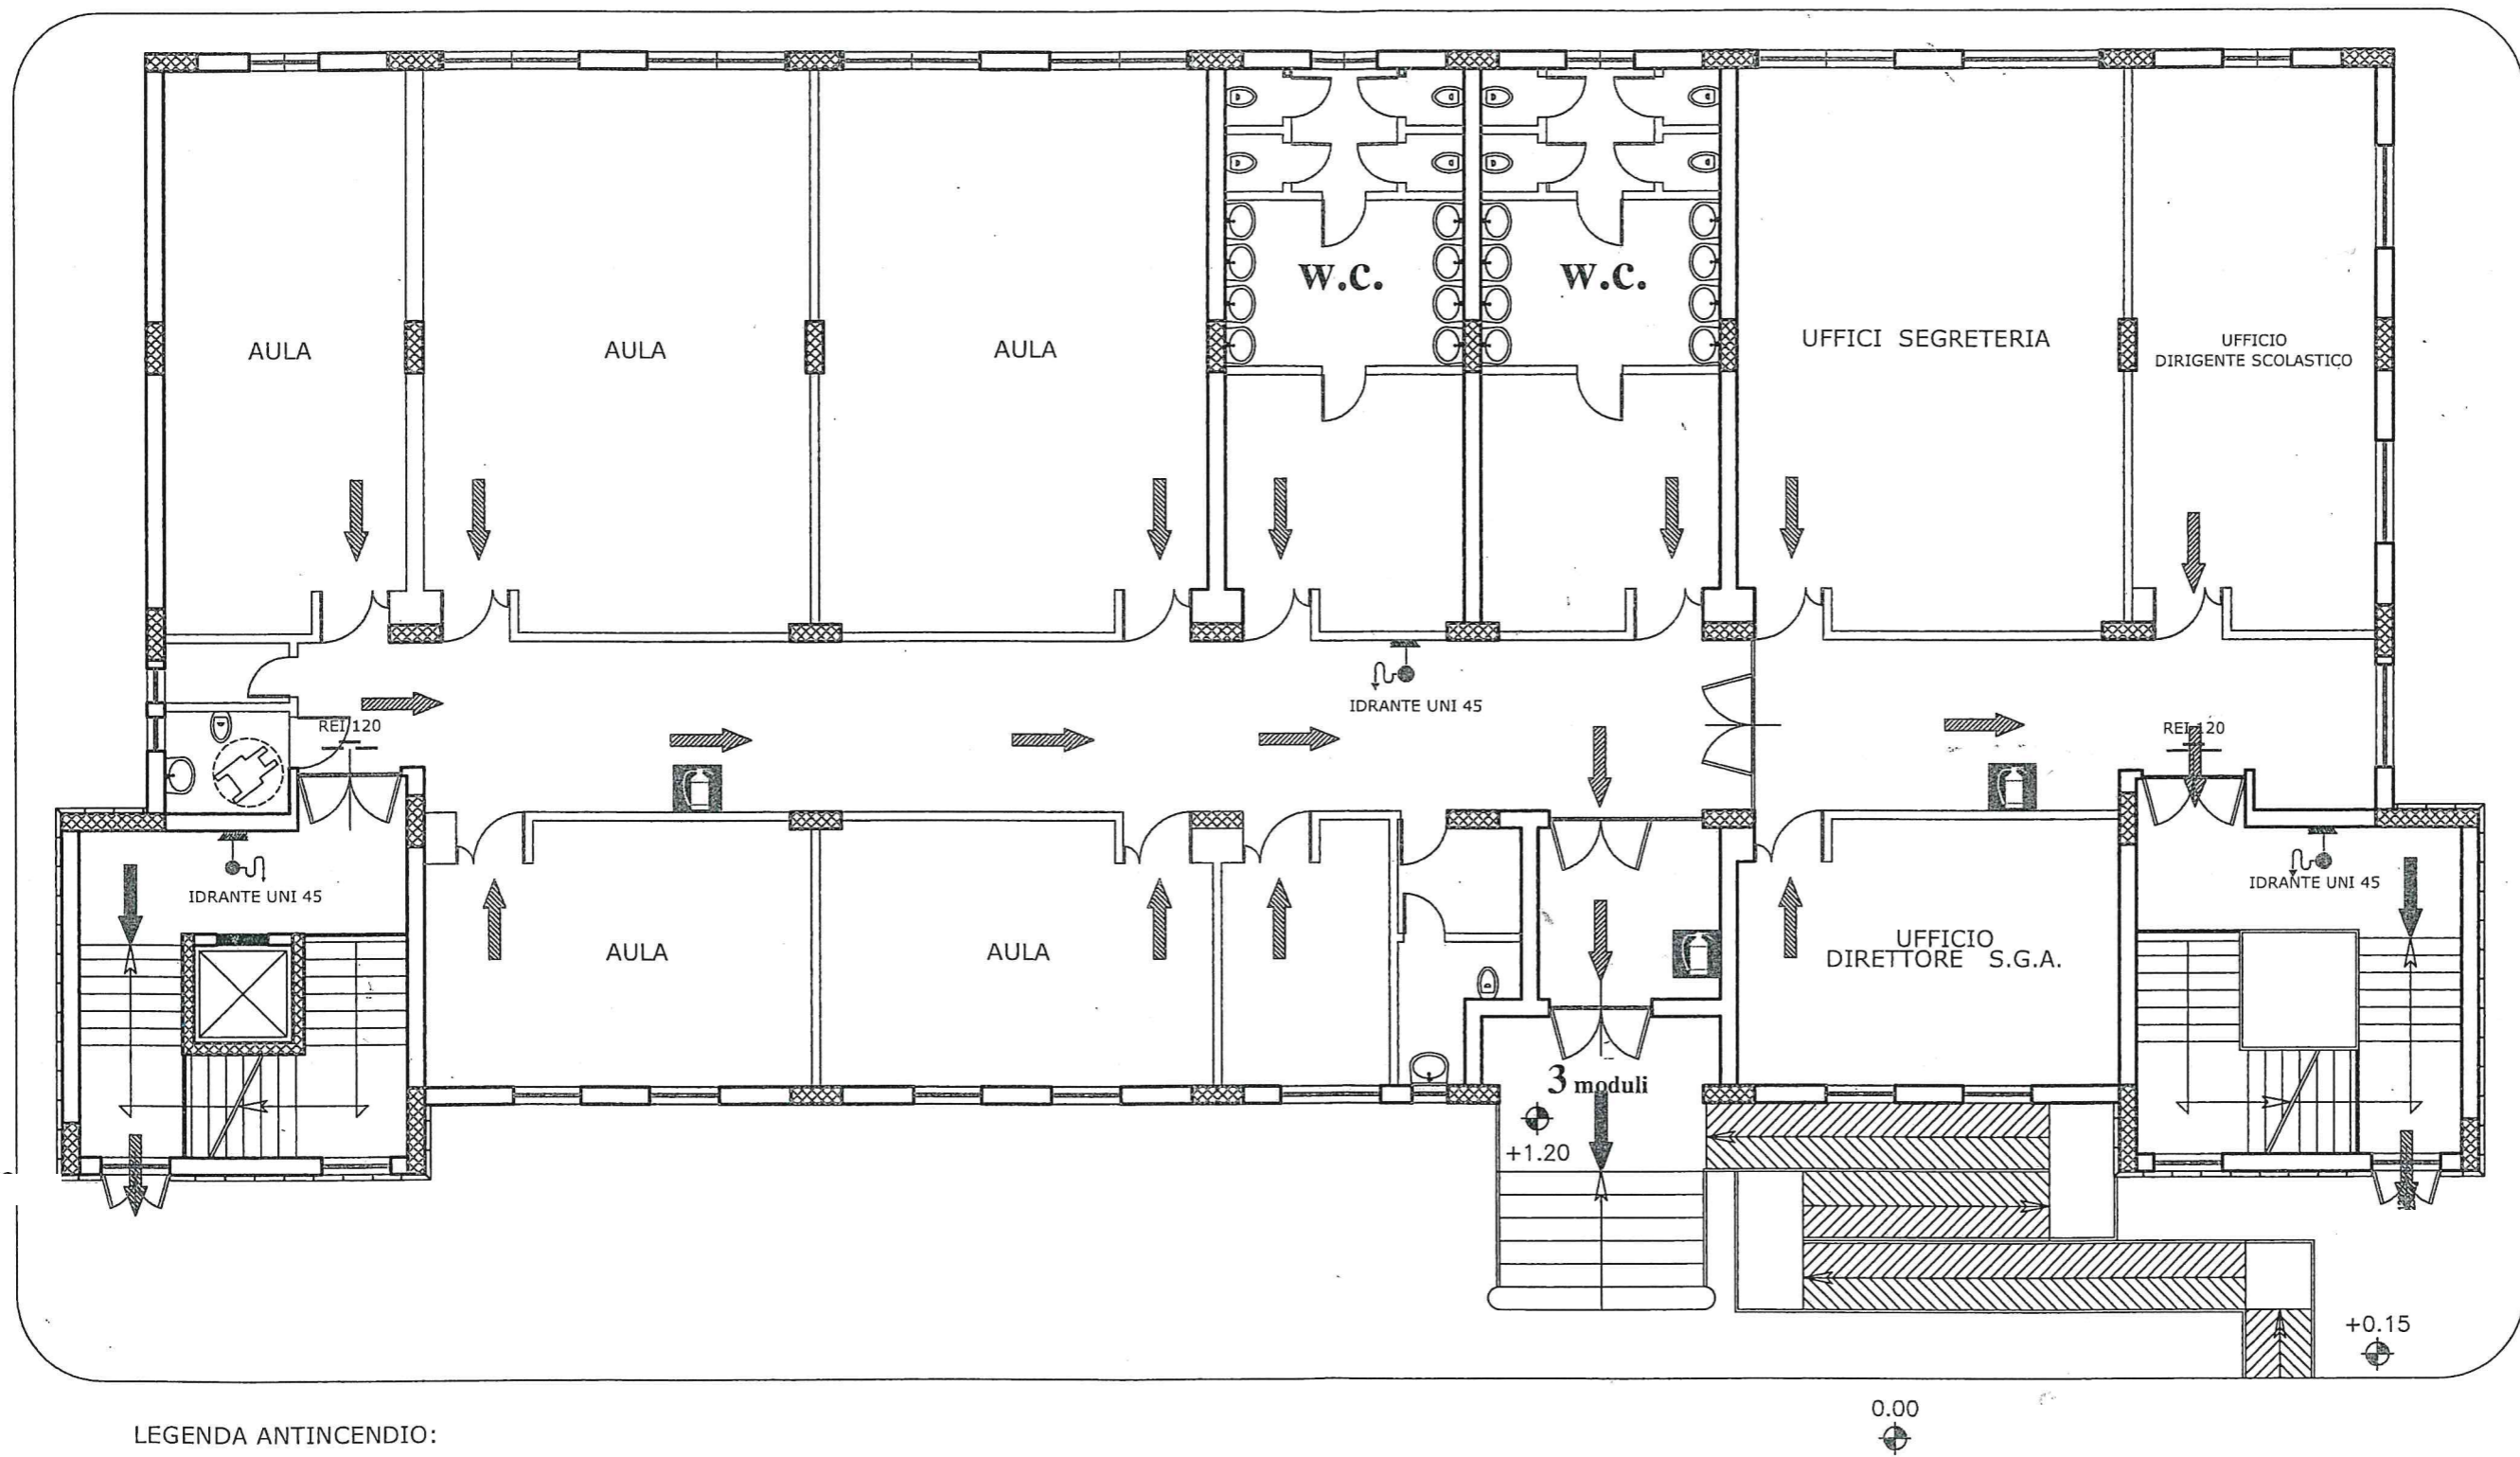 W.C.
W.C.
AULA
AULA
AULA
UFFICI SEGRETERIA
UFFICIO
DIRIGENTE SCOLASTICO
IDRANTE UNI 45
REI 120
REI 120
IDRANTE UNI 45
IDRANTE UNI 45
AULA
AULA
UFFICIO
DIRETTORE S.G.A.
3 moduli
+1.20
+0.15
0.00
LEGENDA ANTINCENDIO: